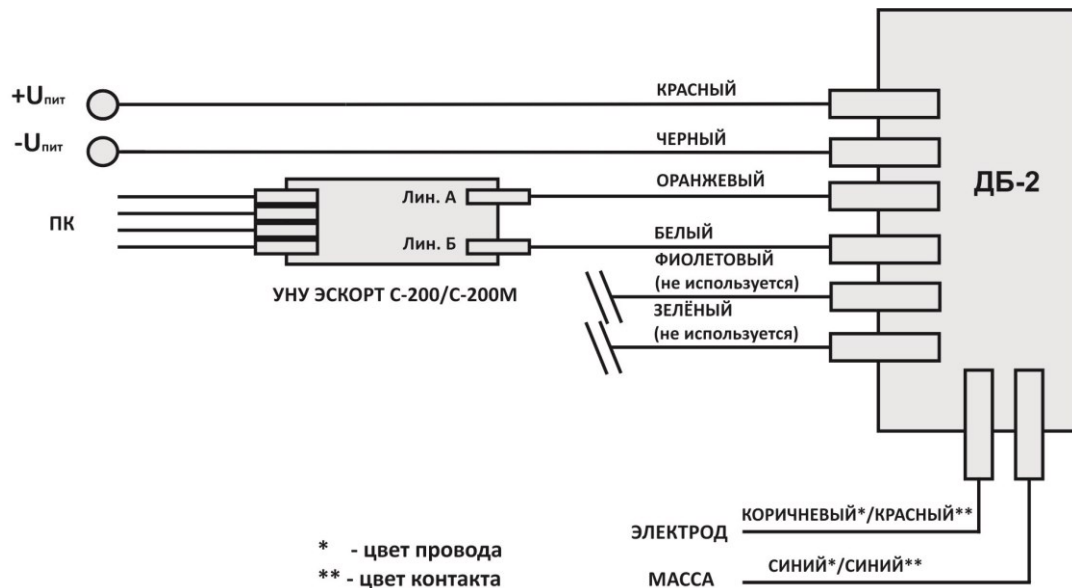 +Uпит
КРАСНЫЙ
-Uпит
ЧЕРНЫЙ
ОРАНЖЕВЫЙ
ДБ-2
Лин. А
ПК
БЕЛЫЙ
Лин. Б
ФИОЛЕТОВЫЙ
(не используется)
УНУ ЭСКОРТ С-200/С-200М
ЗЕЛЁНЫЙ
(не используется)
КОРИЧНЕВЫЙ*/КРАСНЫЙ**
ЭЛЕКТРОД
* - цвет провода
СИНИЙ*/СИНИЙ**
** - цвет контакта
МАССА